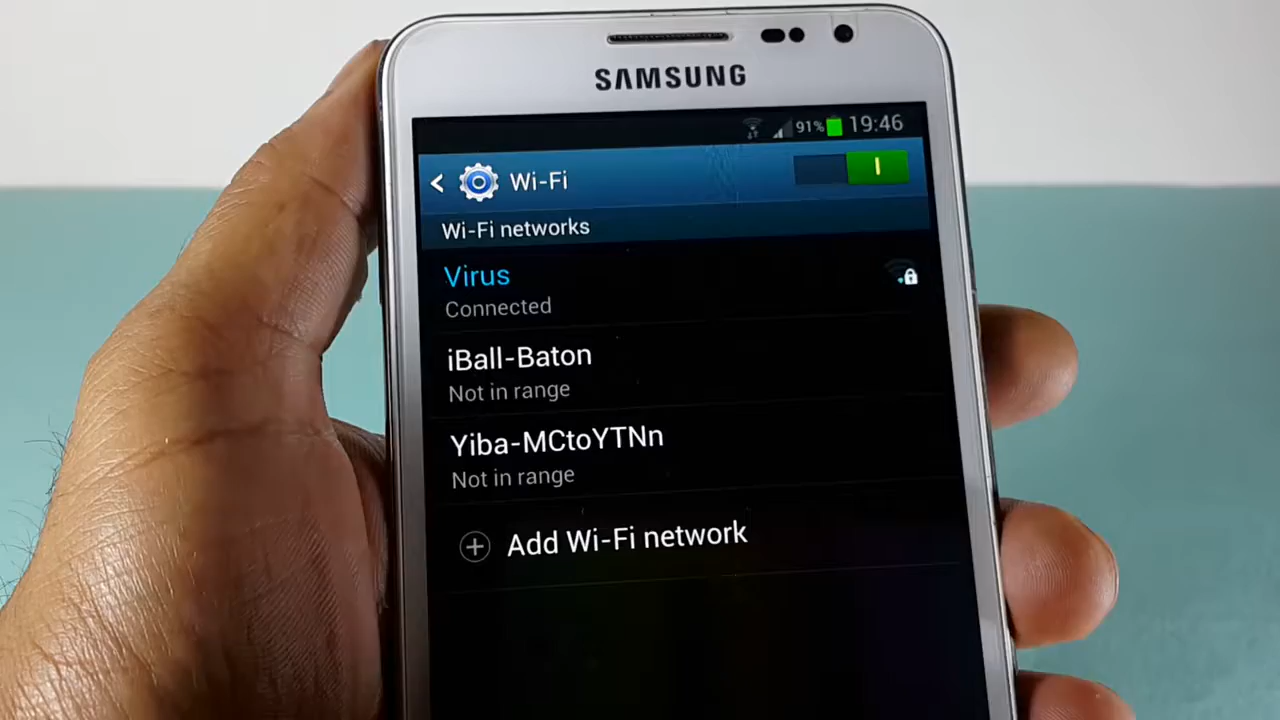 SAMSUNG
91% 19:46
Wi-Fi
Wi-Fi networks
Virus
Connected
iBall-Baton
Not in range
Yiba-MCtoYTNn
Not in range
Add Wi-Fi network